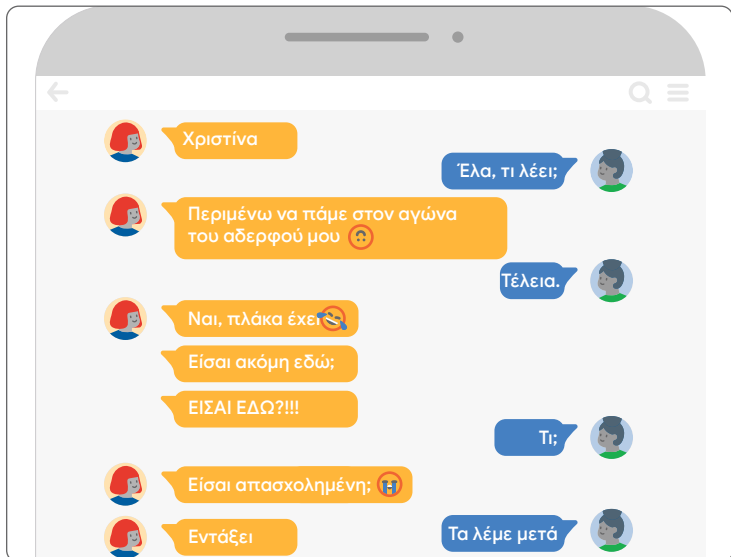 Χριστίνα
Έλα, τι λέει;
Περιμένω να πάμε στον αγώνα
του αδερφού μου 🙃
Τέλεια.
Ναι, πλάκα έχει 😂
Είσαι ακόμη εδώ;
ΕΙΣΑΙ ΕΔΩ?!!!
Τι;
Είσαι απασχολημένη; 😭
Τα λέμε μετά
Εντάξει